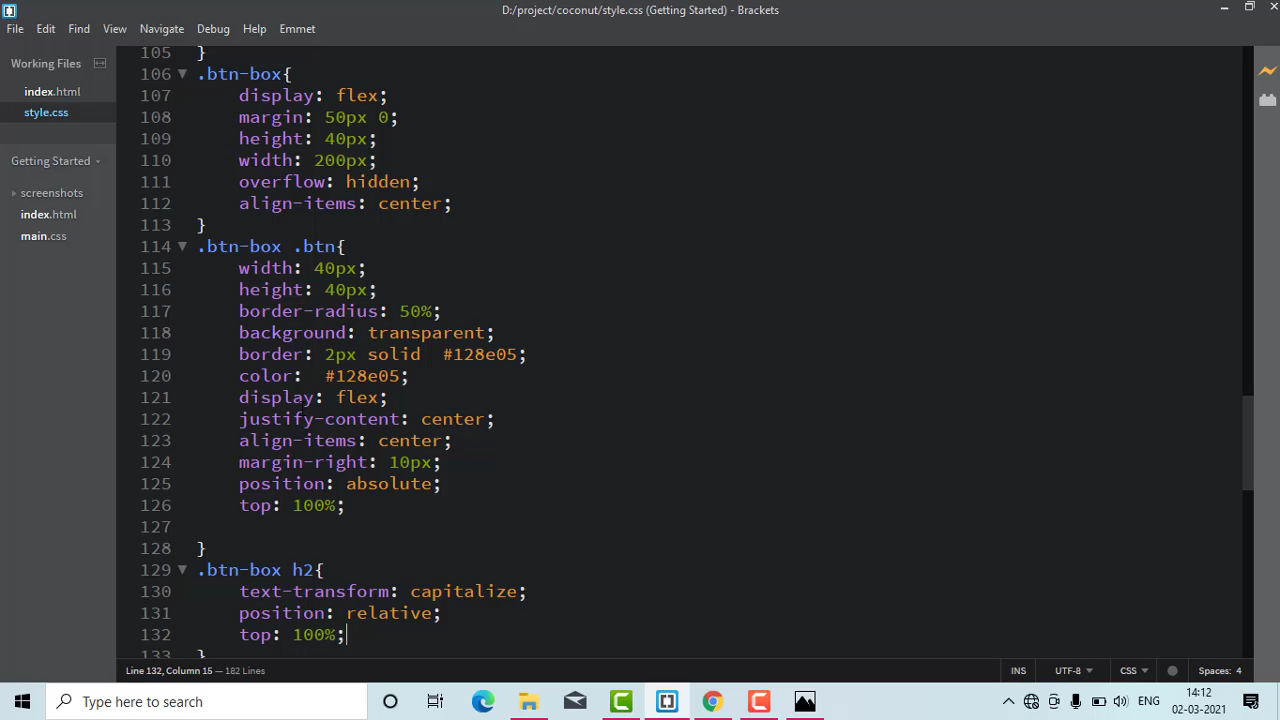 D:/project/coconut/style.css (Getting Started) - Brackets
File Edit Find View Navigate Debug Help Emmet
Working Files
index.html
style.css
Getting Started
screenshots
index.html
main.css
105 }
106 .btn-box{
107 display: flex;
108 margin: 50px 0;
109 height: 40px;
110 width: 200px;
111 overflow: hidden;
112 align-items: center;
113 }
114 .btn-box .btn{
115 width: 40px;
116 height: 40px;
117 border-radius: 50%;
118 background: transparent;
119 border: 2px solid  #128e05;
120 color:  #128e05;
121 display: flex;
122 justify-content: center;
123 align-items: center;
124 margin-right: 10px;
125 position: absolute;
126 top: 100%;
127
128 }
129 .btn-box h2{
130 text-transform: capitalize;
131 position: relative;
132 top: 100%;
133 }
Line 132, Column 15 — 182 Lines
INS UTF-8 CSS Spaces: 4
Type here to search
ENG
14:12
02-03-2021